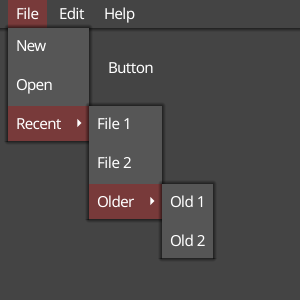 File Edit Help
New
Button
Open
Recent
File 1
File 2
Older
Old 1
Old 2